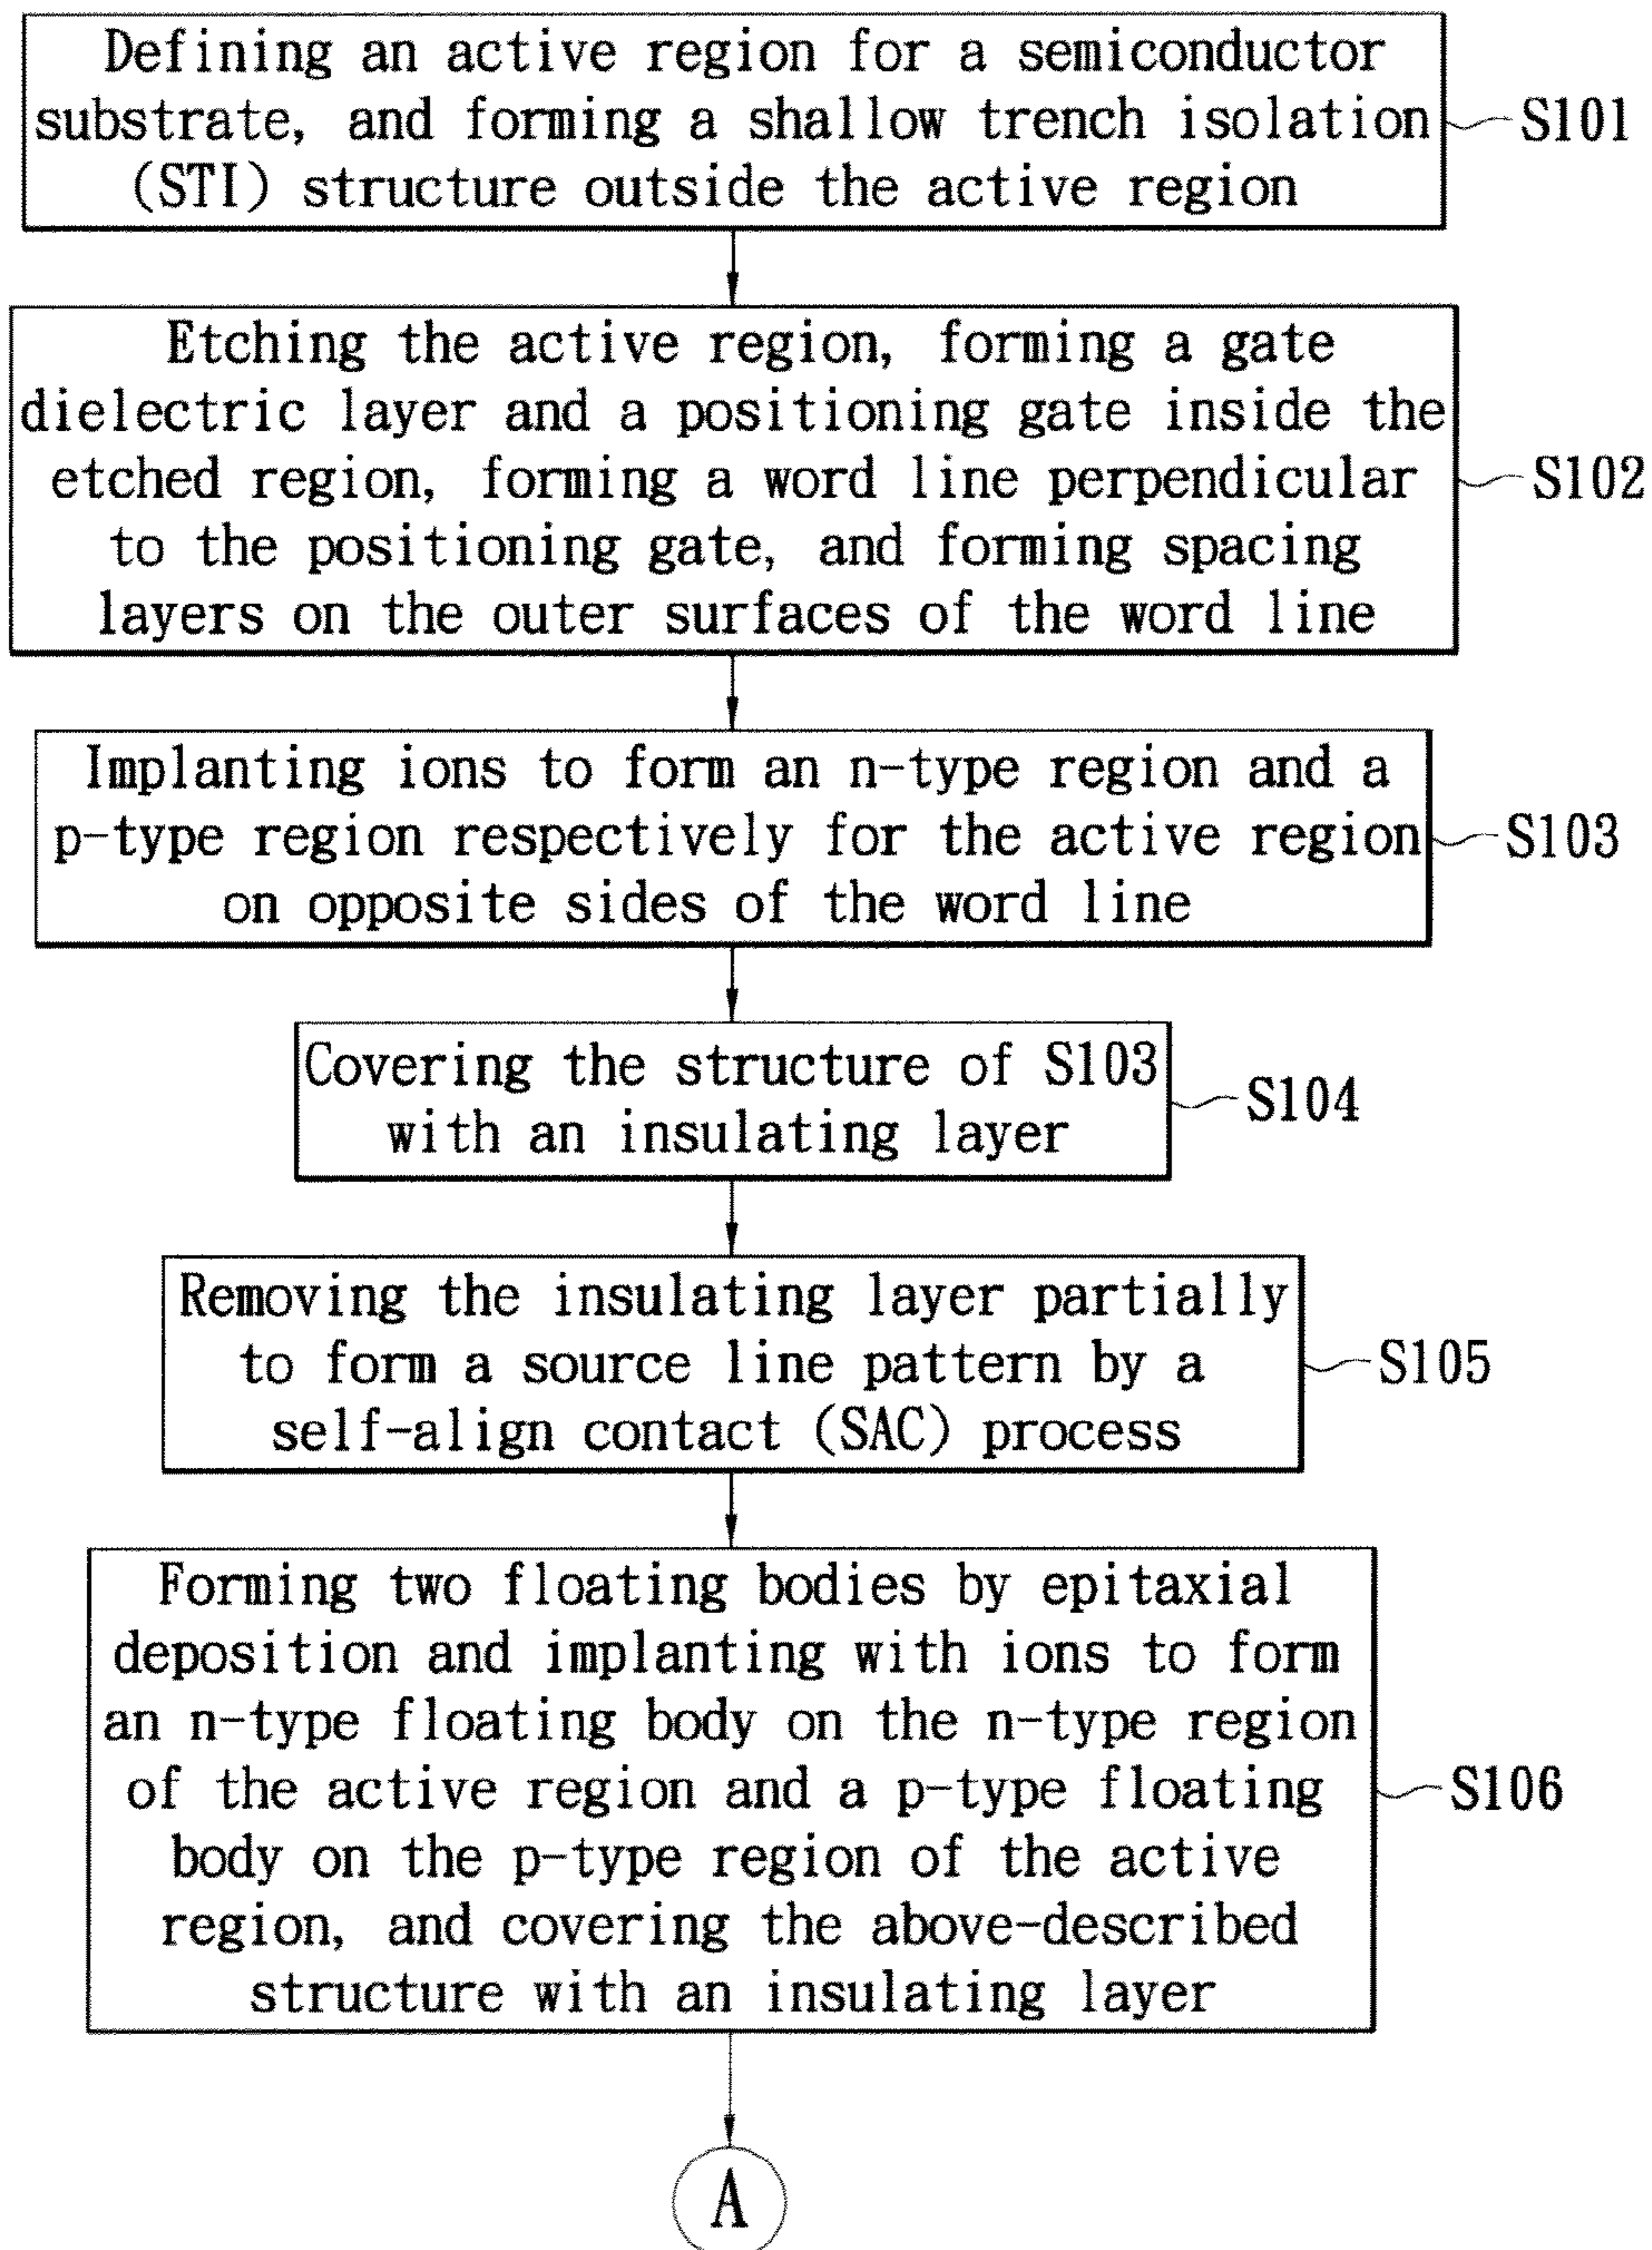 Defining an active region for a semiconductor
substrate, and forming a shallow trench isolation
(STI) structure outside the active region
S101
Etching the active region, forming a gate
dielectric layer and a positioning gate inside the
etched region, forming a word line perpendicular
to the positioning gate, and forming spacing
layers on the outer surfaces of the word line
S102
Implanting ions to form an n-type region and a
p-type region respectively for the active region
on opposite sides of the word line
S103
Covering the structure of S103
with an insulating layer
S104
Removing the insulating layer partially
to form a source line pattern by a
self-align contact (SAC) process
S105
Forming two floating bodies by epitaxial
deposition and implanting with ions to form
an n-type floating body on the n-type region
of the active region and a p-type floating
body on the p-type region of the active
region, and covering the above-described
structure with an insulating layer
S106
A